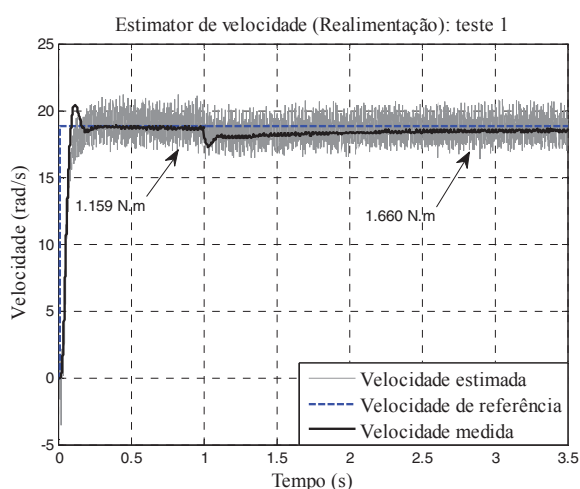 Estimator de velocidade (Realimentação): teste 1
25
20
15
10
5
0
-5
Velocidade (rad/s)
1.159 N.m
1.660 N.m
Velocidade estimada
Velocidade de referência
Velocidade medida
0
0.5
1
1.5
2
2.5
3
3.5
Tempo (s)